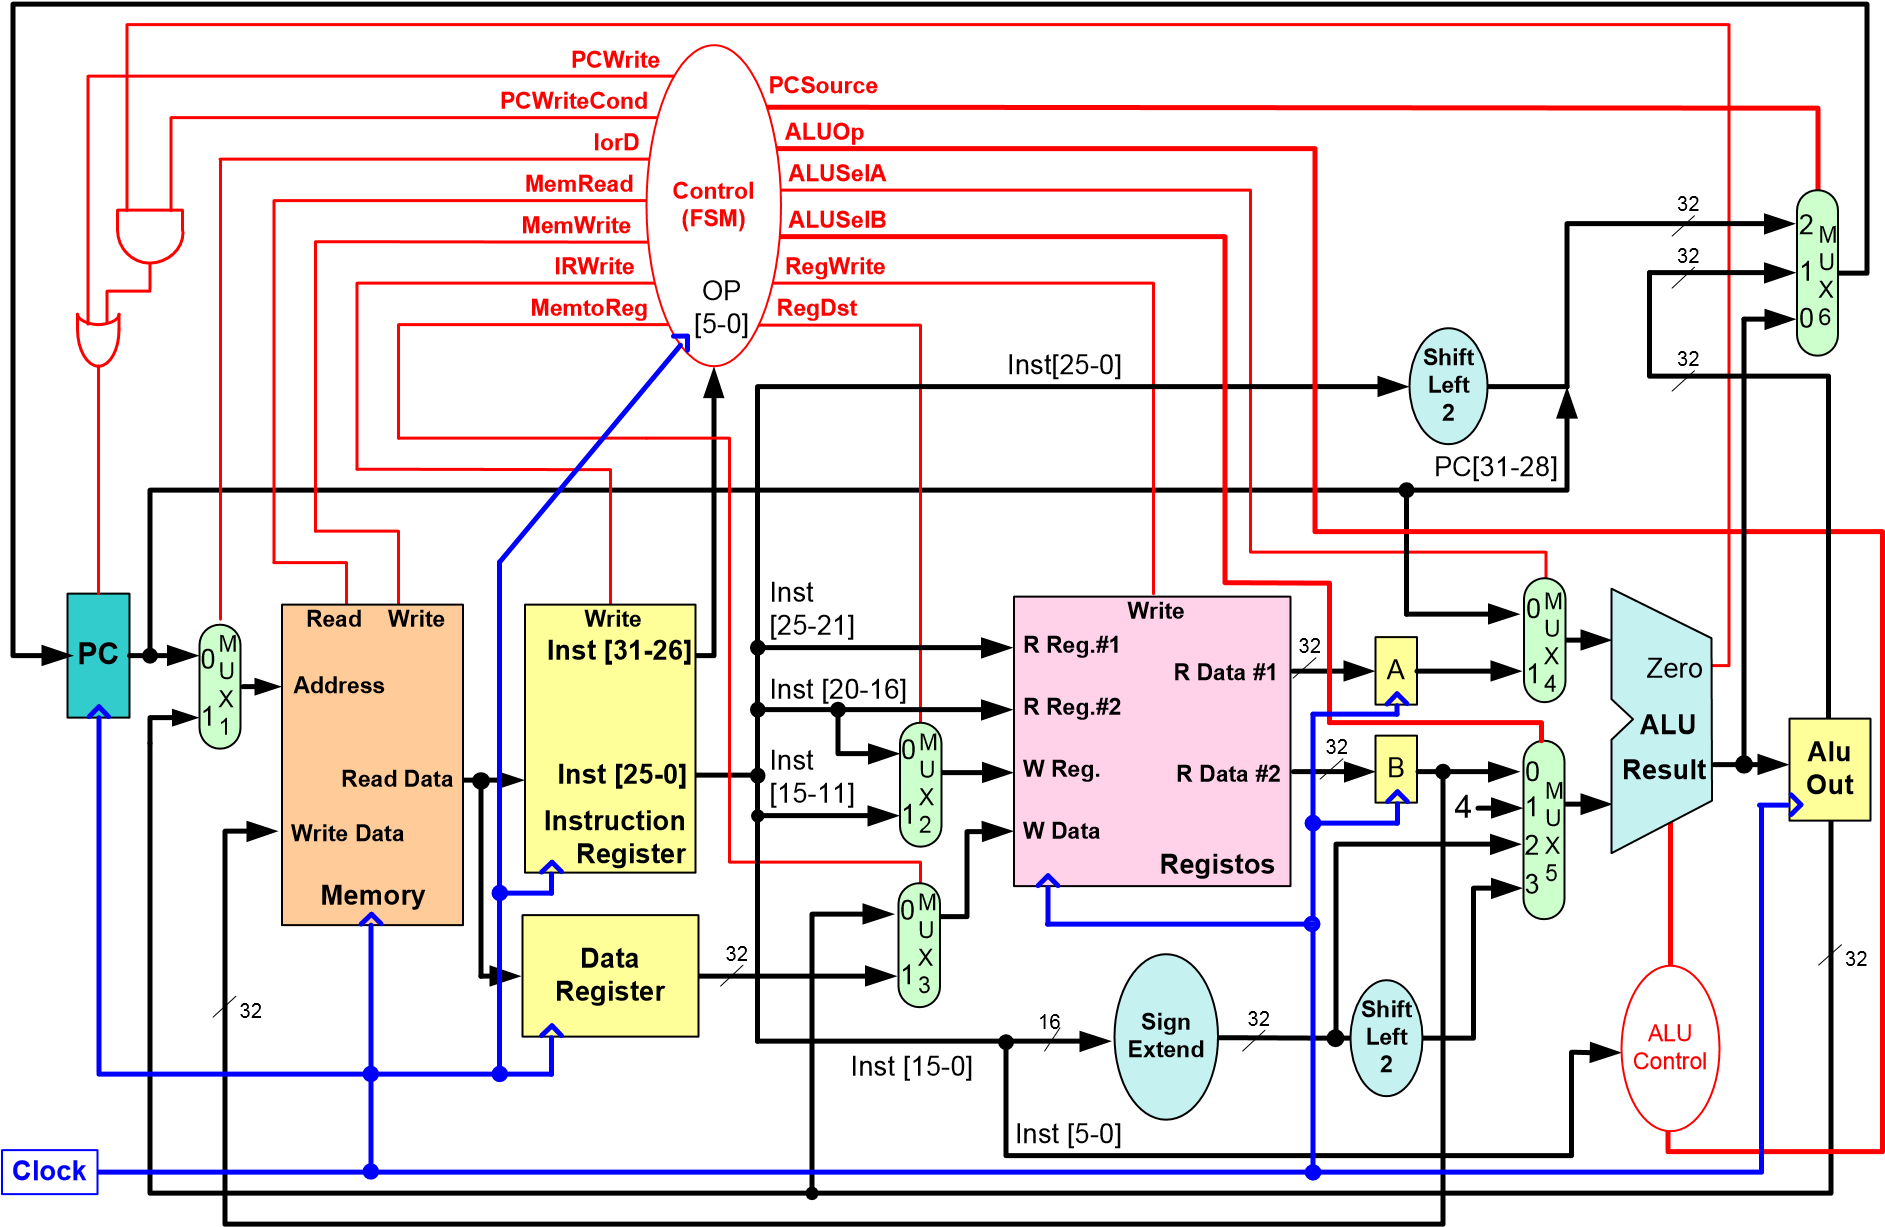 PCWrite
PCWriteCond
IorD
MemRead
MemWrite
IRWrite
MemtoReg
Control
(FSM)
OP
[5-0]
PCSource
ALUOp
ALUSelA
ALUSelB
RegWrite
RegDst
32
32
32
2
1
0
M
U
X
6
Inst[25-0]
Shift
Left
2
PC[31-28]
PC
0
1
M
U
X
1
Read
Write
Address
Read Data
Write Data
Memory
Write
Inst [31-26]
Inst [25-0]
Instruction
Register
Data
Register
32
Inst
[25-21]
Inst [20-16]
Inst
[15-11]
0
1
M
U
X
2
0
1
M
U
X
3
Write
R Reg.#1
R Reg.#2
W Reg.
W Data
R Data #1
R Data #2
Registos
32
32
A
B
0
1
M
U
X
4
4
0
1
2
3
M
U
X
5
Zero
ALU
Result
Alu
Out
32
32
Inst [15-0]
16
Sign
Extend
32
Shift
Left
2
ALU
Control
Inst [5-0]
Clock